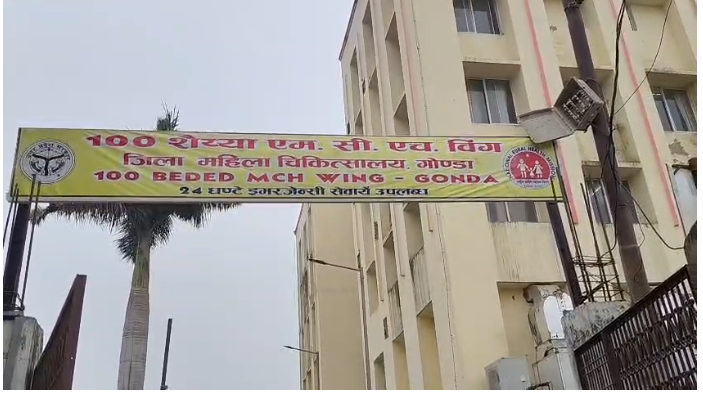 100 शैय्या एम. सी. एच. विंग
जिला महिला चिकित्सालय, गोण्डा
100 BEDED MCH WING - GONDA
24 घण्टे इमरजेन्सी सेवायें उपलब्ध